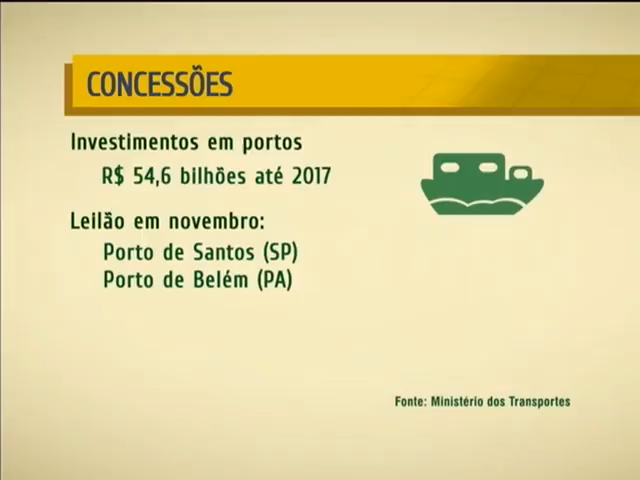 CONCESSÕES
Investimentos em portos
R$ 54,6 bilhões até 2017
Leilão em novembro:
Porto de Santos (SP)
Porto de Belém (PA)
Fonte: Ministério dos Transportes